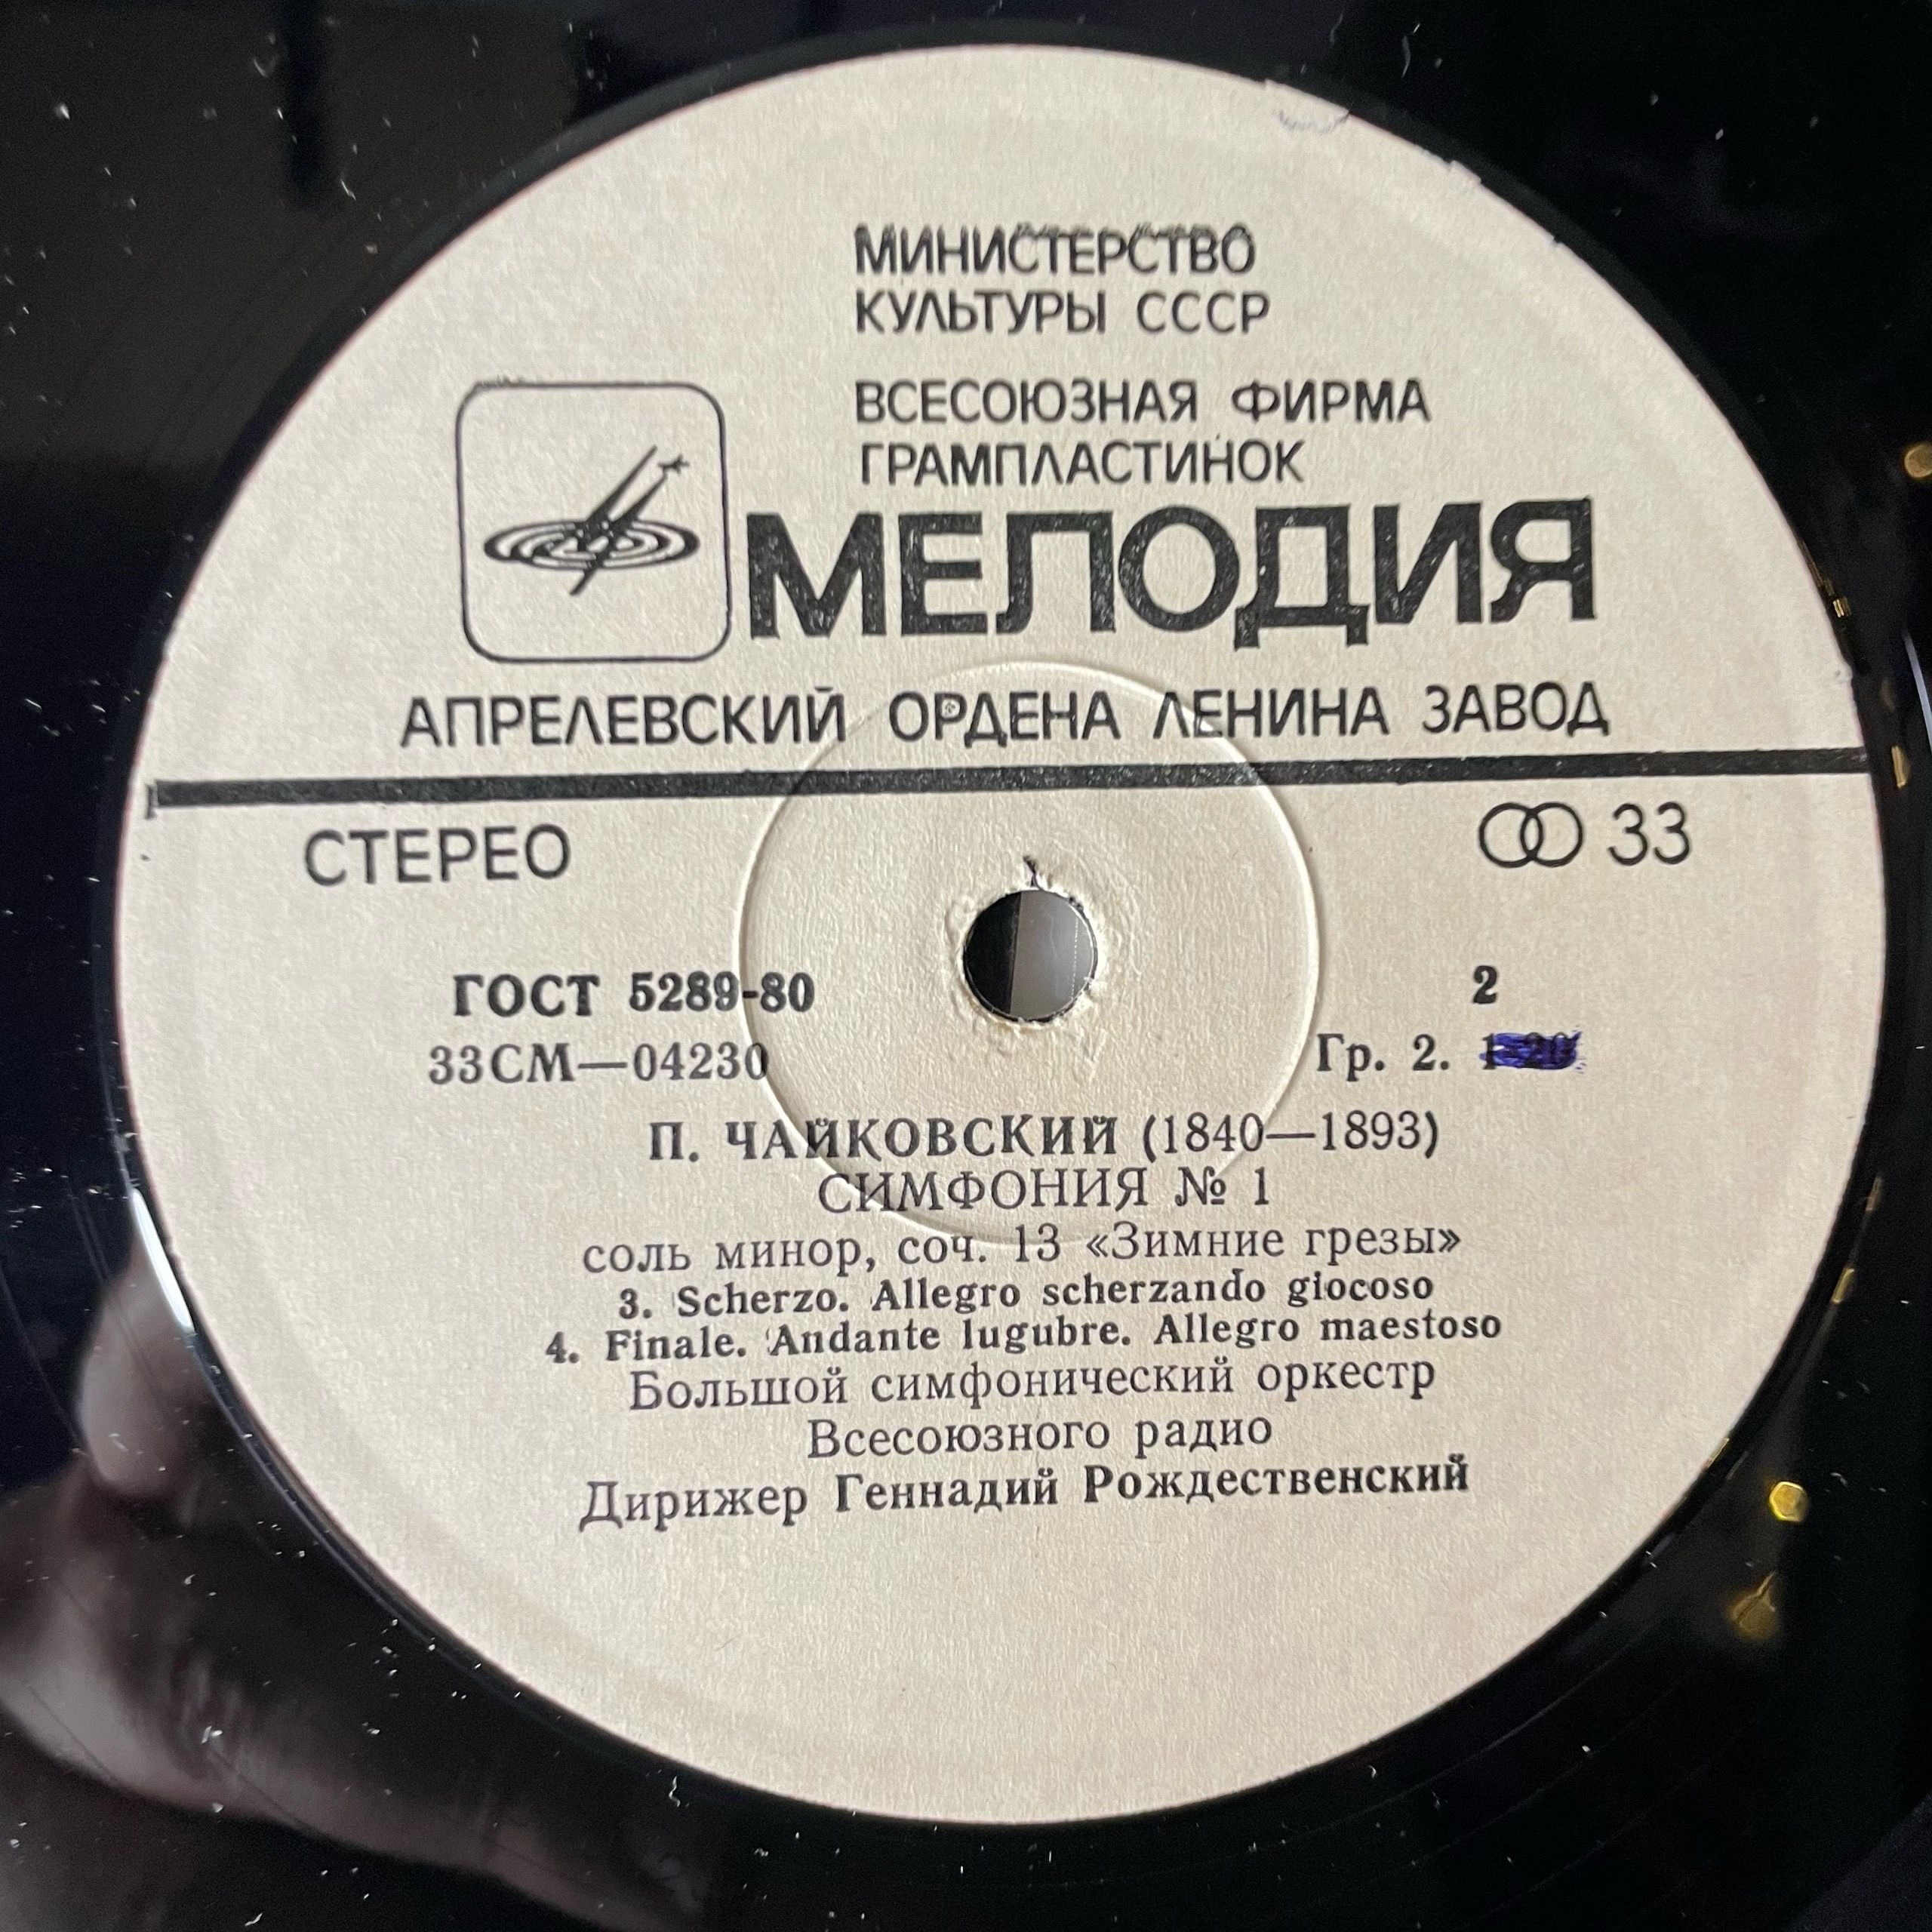 МИНИСТЕРСТВО
КУЛЬТУРЫ СССР
ВСЕСОЮЗНАЯ ФИРМА
ГРАМПЛАСТИНОК
МЕЛОДИЯ
АПРЕЛЕВСКИЙ ОРДЕНА ЛЕНИНА ЗАВОД
СТЕРЕО 33
ГОСТ 5289-80 2
33СМ—04230 Гр. 2.
П. ЧАЙКОВСКИЙ (1840—1893)
СИМФОНИЯ № 1
соль минор, соч. 13 «Зимние грезы»
3. Scherzo. Allegro scherzando giocoso
4. Finale. Andante lugubre. Allegro maestoso
Большой симфонический оркестр
Всесоюзного радио
Дирижер Геннадий Рождественский